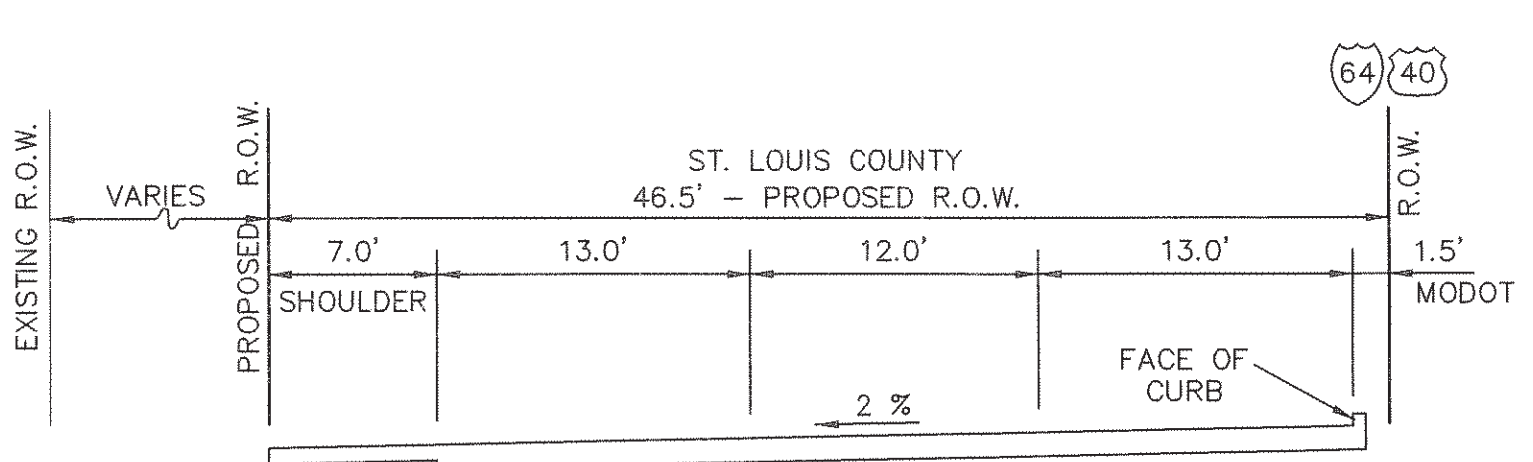 64 40
EXISTING R.O.W.
VARIES
PROPOSED R.O.W.
ST. LOUIS COUNTY
46.5' – PROPOSED R.O.W.
R.O.W.
7.0' 13.0' 12.0' 13.0' 1.5'
SHOULDER
MODOT
FACE OF
CURB
2 %